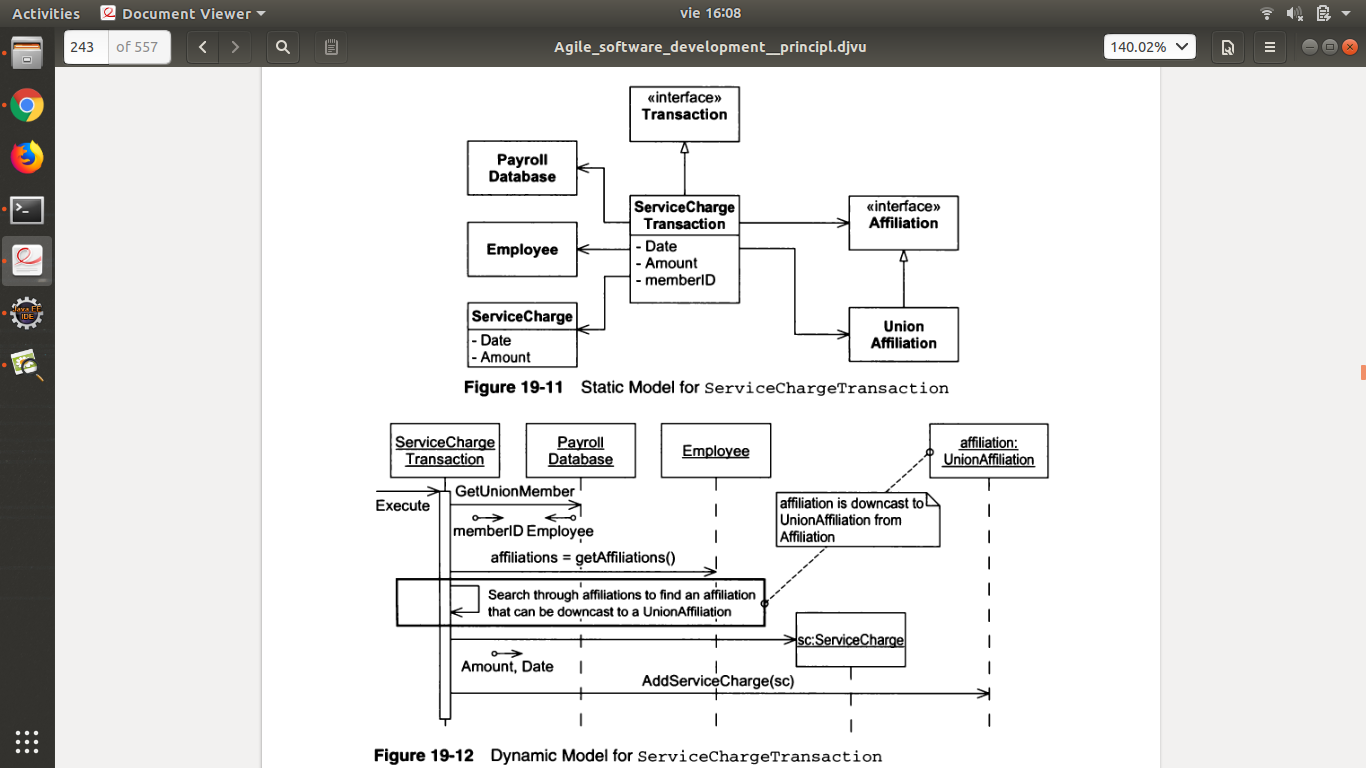 Activities
Document Viewer
vie 16:08
243
of 557
Agile_software_development__principl.djvu
140.02%
«interface»
Transaction
Payroll
Database
ServiceCharge
Transaction
- Date
- Amount
- memberID
«interface»
Affiliation
Employee
ServiceCharge
- Date
- Amount
Union
Affiliation
Figure 19-11 Static Model for ServiceChargeTransaction
ServiceCharge
Transaction
Payroll
Database
Employee
affiliation:
UnionAffiliation
Execute
GetUnionMember
memberID Employee
affiliation is downcast to
UnionAffiliation from
Affiliation
affiliations = getAffiliations()
Search through affiliations to find an affiliation
that can be downcast to a UnionAffiliation
sc:ServiceCharge
Amount, Date
AddServiceCharge(sc)
Figure 19-12 Dynamic Model for ServiceChargeTransaction